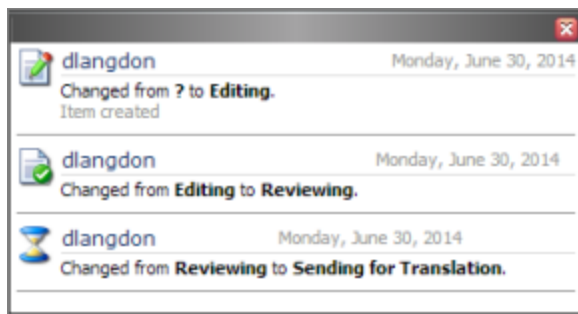 dlangdon Monday, June 30, 2014
Changed from ? to Editing.
Item created
dlangdon Monday, June 30, 2014
Changed from Editing to Reviewing.
dlangdon Monday, June 30, 2014
Changed from Reviewing to Sending for Translation.